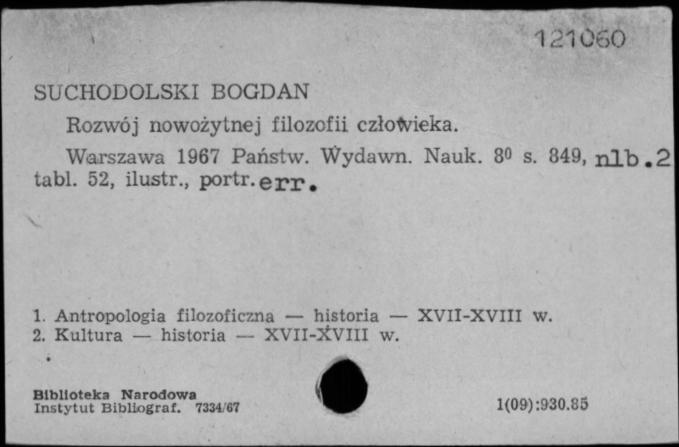 121060
SUCHODOLSKI BOGDAN
Rozwój nowożytnej filozofii człowieka.
Warszawa 1967 Państw. Wydawn. Nauk. 8⁰ s. 849, nlb.2
tabl. 52, ilustr., portr. err.
1. Antropologia filozoficzna — historia — XVII-XVIII w.
2. Kultura — historia — XVII-XVIII w.
Biblioteka Narodowa
Instytut Bibliograf. 7334/67
1(09):930.85